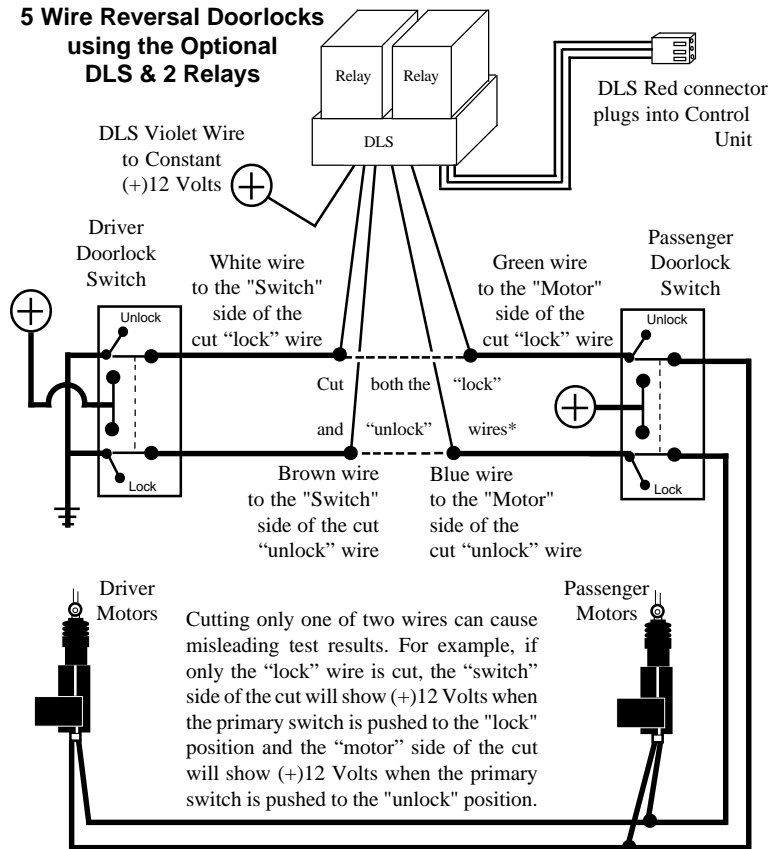 5 Wire Reversal Doorlocks
using the Optional
DLS & 2 Relays
Relay
Relay
DLS
DLS Red connector
plugs into Control
Unit
DLS Violet Wire
to Constant
(+)12 Volts
Driver
Doorlock
Switch
White wire
to the "Switch"
side of the
cut “lock” wire
Green wire
to the "Motor"
side of the
cut “lock” wire
Passenger
Doorlock
Switch
Unlock
Unlock
Cut both the “lock”
and “unlock” wires*
Lock
Lock
Brown wire
to the "Switch"
side of the cut
“unlock” wire
Blue wire
to the "Motor"
side of the
cut “unlock” wire
Driver
Motors
Passenger
Motors
Cutting only one of two wires can cause
misleading test results. For example, if
only the “lock” wire is cut, the “switch”
side of the cut will show (+)12 Volts when
the primary switch is pushed to the "lock"
position and the “motor” side of the cut
will show (+)12 Volts when the primary
switch is pushed to the "unlock" position.